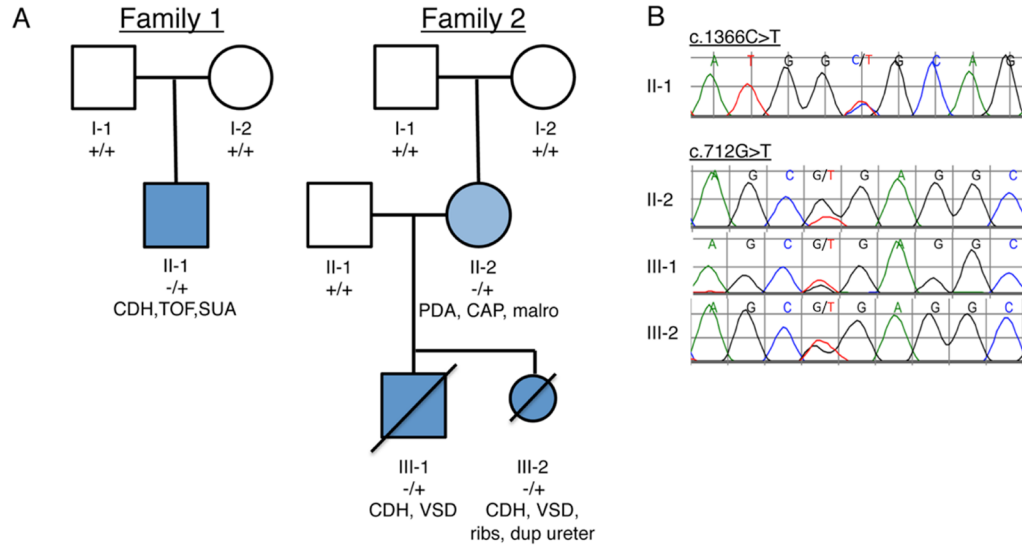 A
Family 1
Family 2
I-1
+/+
I-2
+/+
I-1
+/+
I-2
+/+
II-1
-/+
CDH,TOF,SUA
II-1
+/+
II-2
-/+
PDA, CAP, malro
III-1
-/+
CDH, VSD
III-2
-/+
CDH, VSD,
ribs, dup ureter
B
c.1366C>T
II-1
A T G G C/T G C A G
c.712G>T
II-2
A G C G/T G A G G C
III-1
A G C G/T G A G G C
III-2
A G C G/T G A G G C